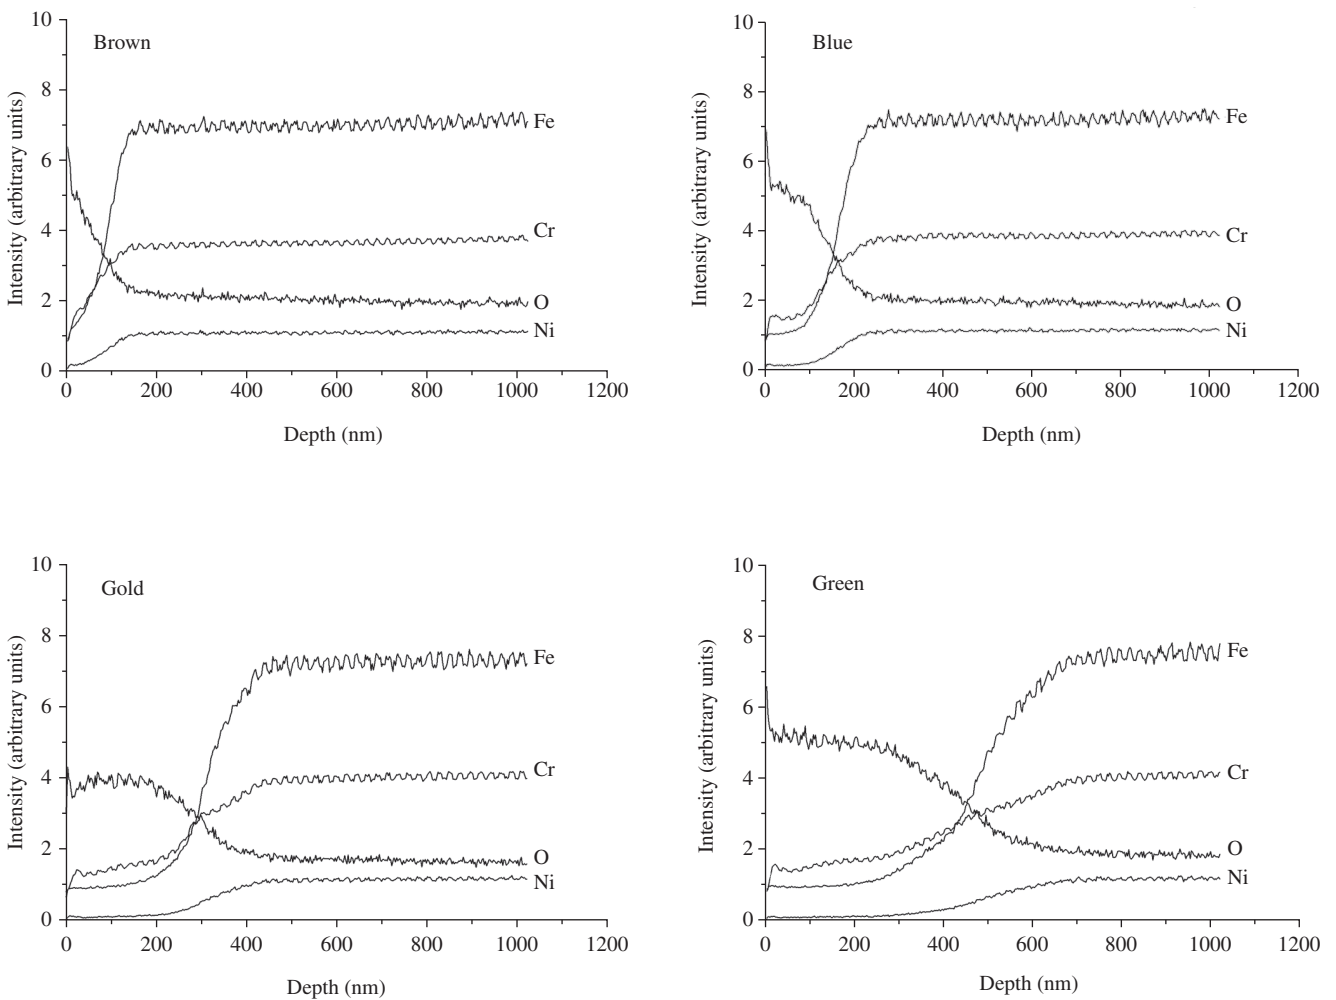 Brown
Intensity (arbitrary units)
10
8
6
4
2
0
Fe
Cr
O
Ni
0 200 400 600 800 1000 1200
Depth (nm)
Blue
Intensity (arbitrary units)
10
8
6
4
2
0
Fe
Cr
O
Ni
0 200 400 600 800 1000 1200
Depth (nm)
Gold
Intensity (arbitrary units)
10
8
6
4
2
0
Fe
Cr
O
Ni
0 200 400 600 800 1000 1200
Depth (nm)
Green
Intensity (arbitrary units)
10
8
6
4
2
0
Fe
Cr
O
Ni
0 200 400 600 800 1000 1200
Depth (nm)